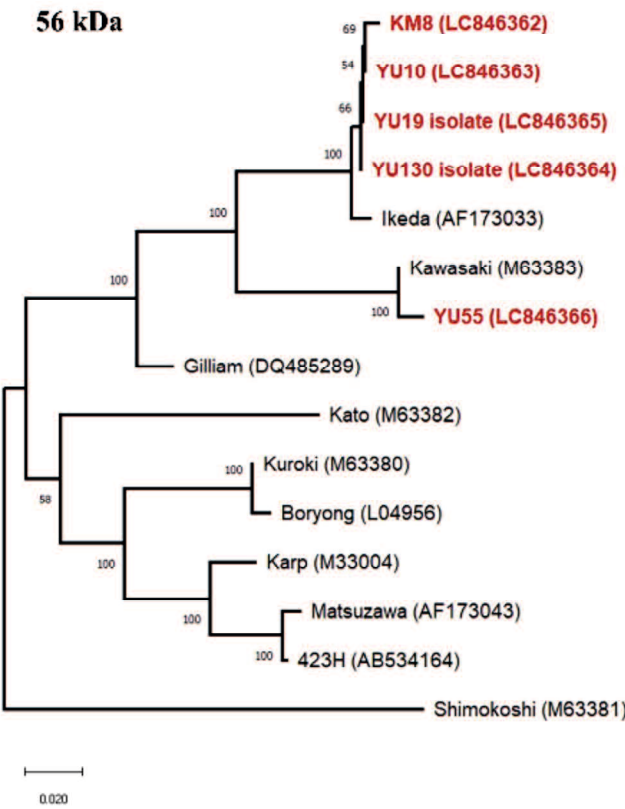 56 kDa
69
KM8 (LC846362)
54
YU10 (LC846363)
66
YU19 isolate (LC846365)
100
YU130 isolate (LC846364)
100
Ikeda (AF173033)
Kawasaki (M63383)
100
100
YU55 (LC846366)
Gilliam (DQ485289)
Kato (M63382)
100
Kuroki (M63380)
58
Boryong (L04956)
100
Karp (M33004)
100
Matsuzawa (AF173043)
100
423H (AB534164)
Shimokoshi (M63381)
0.020